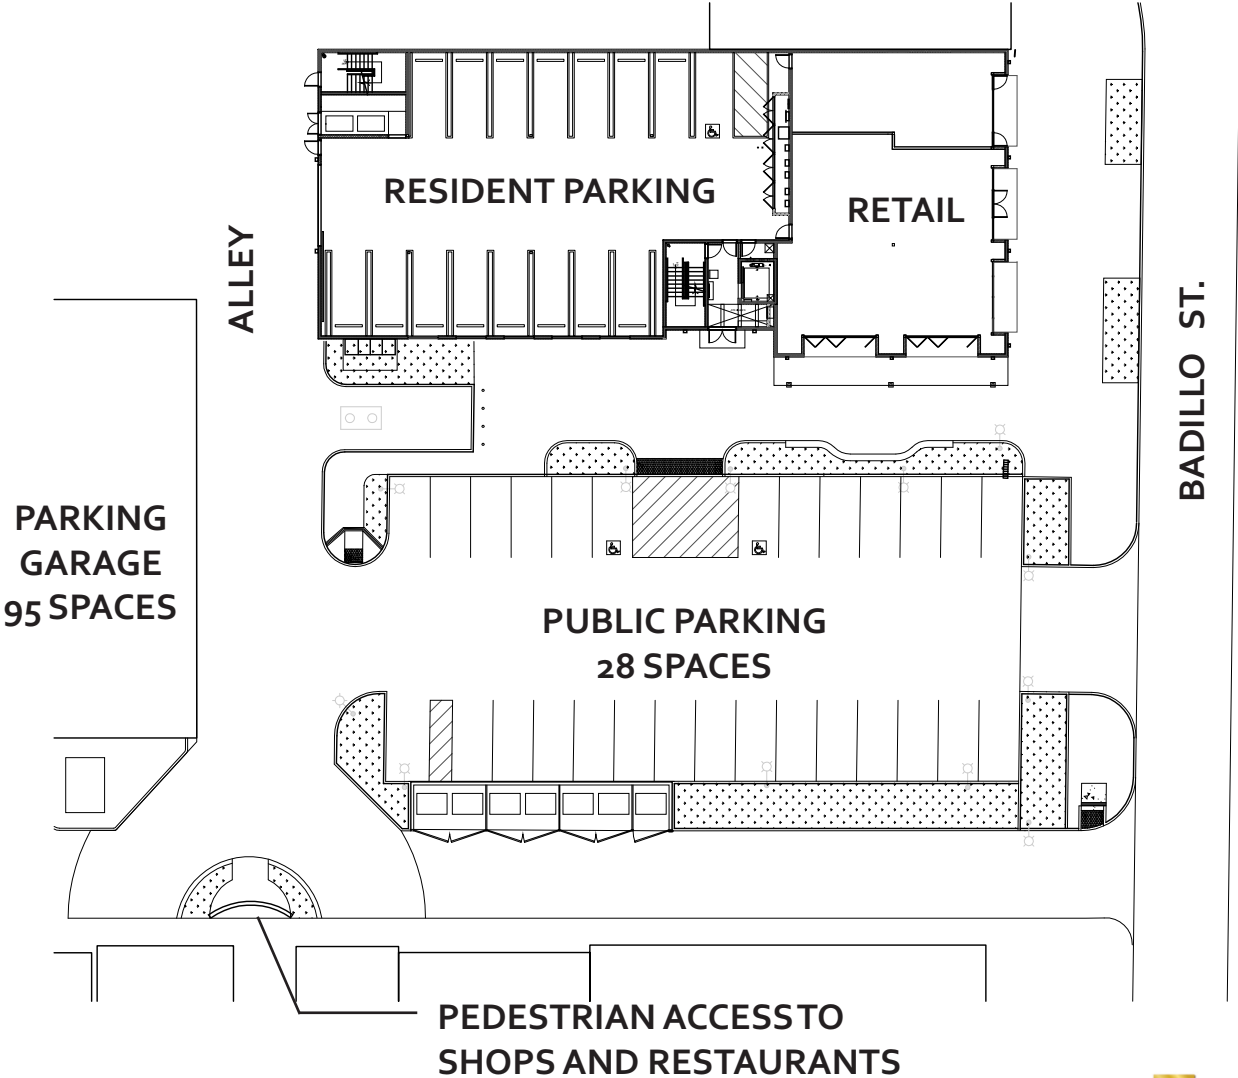 RESIDENT PARKING
RETAIL
ALLEY
BADILLO ST.
PARKING
GARAGE
95 SPACES
PUBLIC PARKING
28 SPACES
PEDESTRIAN ACCESS TO
SHOPS AND RESTAURANTS